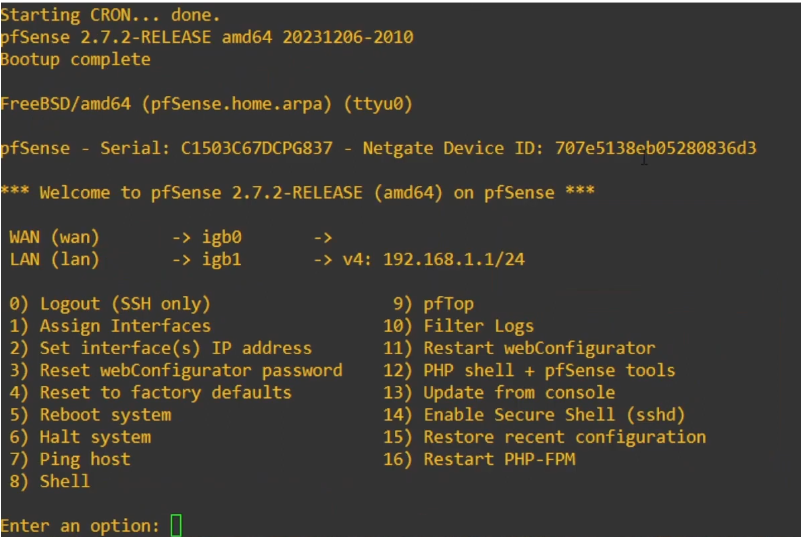 Starting CRON... done.
pfSense 2.7.2-RELEASE amd64 20231206-2010
Bootup complete
FreeBSD/amd64 (pfSense.home.arpa) (ttyu0)
pfSense - Serial: C1503C67DCPG837 - Netgate Device ID: 707e5138eb05280836d3
*** Welcome to pfSense 2.7.2-RELEASE (amd64) on pfSense ***
WAN (wan) -> igb0 ->
LAN (lan) -> igb1 -> v4: 192.168.1.1/24
0) Logout (SSH only) 9) pfTop
1) Assign Interfaces 10) Filter Logs
2) Set interface(s) IP address 11) Restart webConfigurator
3) Reset webConfigurator password 12) PHP shell + pfSense tools
4) Reset to factory defaults 13) Update from console
5) Reboot system 14) Enable Secure Shell (sshd)
6) Halt system 15) Restore recent configuration
7) Ping host 16) Restart PHP-FPM
8) Shell
Enter an option: